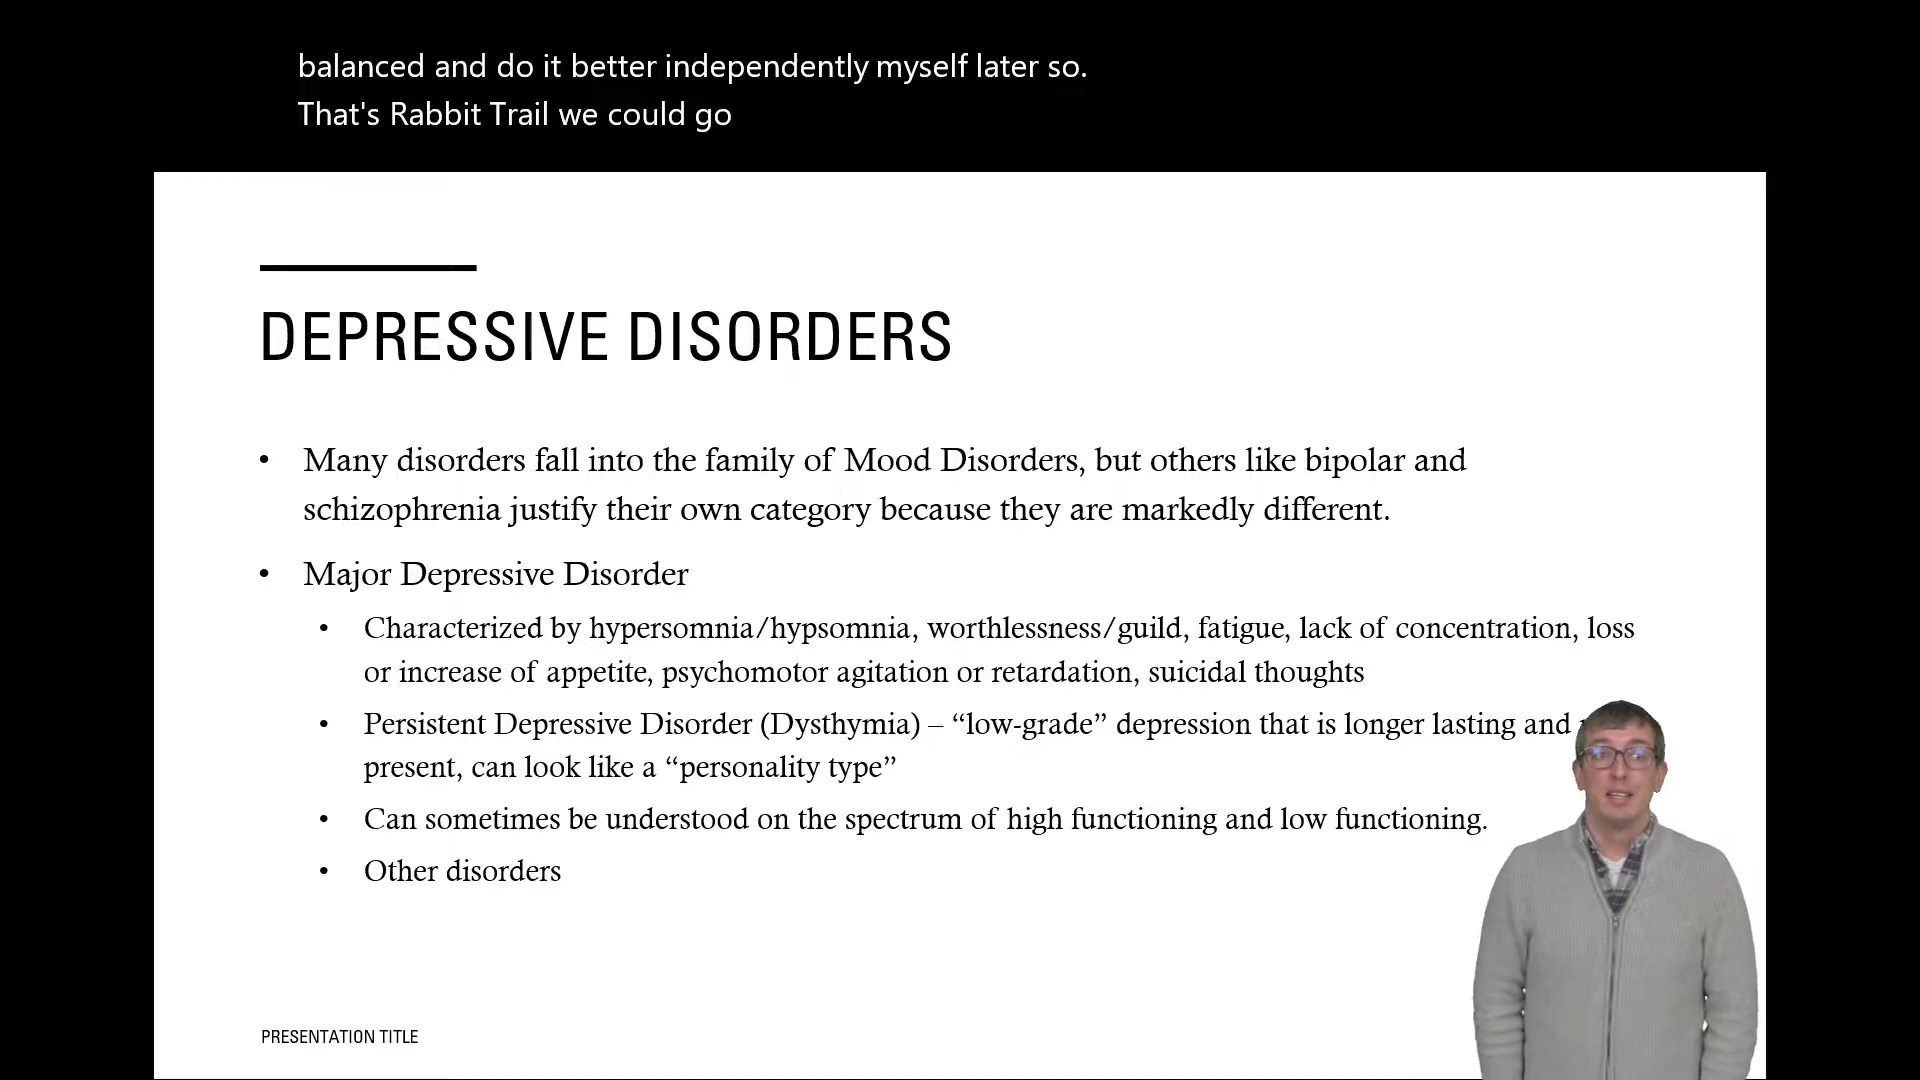 balanced and do it better independently myself later so.
That's Rabbit Trail we could go
DEPRESSIVE DISORDERS
• Many disorders fall into the family of Mood Disorders, but others like bipolar and
schizophrenia justify their own category because they are markedly different.
• Major Depressive Disorder
• Characterized by hypersomnia/hypsomnia, worthlessness/guild, fatigue, lack of concentration, loss
or increase of appetite, psychomotor agitation or retardation, suicidal thoughts
• Persistent Depressive Disorder (Dysthymia) – “low-grade” depression that is longer lasting and
present, can look like a “personality type”
• Can sometimes be understood on the spectrum of high functioning and low functioning.
• Other disorders
PRESENTATION TITLE